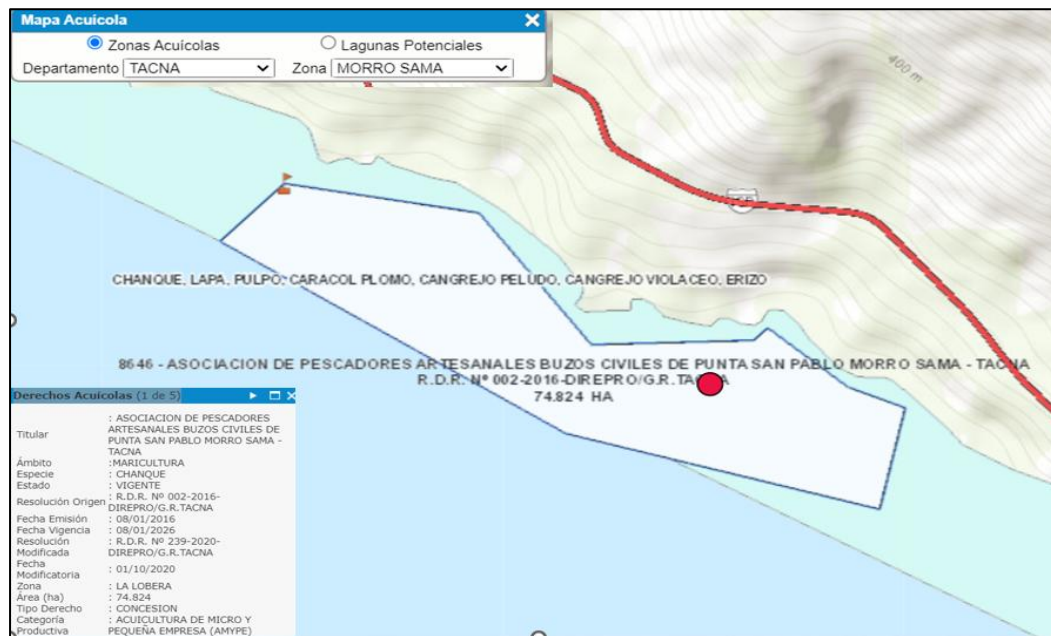 Mapa Acuícola
Zonas Acuícolas
Lagunas Potenciales
Departamento TACNA Zona MORRO SAMA
400 m
CHANQUE, LAPA, PULPO, CARACOL PLOMO, CANGREJO PELUDO, CANGREJO VIOLACEO, ERIZO
8646 - ASOCIACION DE PESCADORES ARTESANALES BUZOS CIVILES DE PUNTA SAN PABLO MORRO SAMA - TACNA
R.D.R. Nº 002-2016-DIREPRO/G.R.TACNA
74.824 HA
Derechos Acuícolas (1 de 5)
Titular : ASOCIACION DE PESCADORES
ARTESANALES BUZOS CIVILES DE
PUNTA SAN PABLO MORRO SAMA -
TACNA
Ámbito :MARICULTURA
Especie : CHANQUE
Estado : VIGENTE
Resolución Origen : R.D.R. Nº 002-2016-
DIREPRO/G.R.TACNA
Fecha Emisión : 08/01/2016
Fecha Vigencia : 08/01/2026
Resolución : R.D.R. Nº 239-2020-
Modificada DIREPRO/G.R.TACNA
Fecha
Modificatoria : 01/10/2020
Zona : LA LOBERA
Área (ha) : 74.824
Tipo Derecho : CONCESION
Categoría : ACUICULTURA DE MICRO Y
Productiva PEQUEÑA EMPRESA (AMYPE)